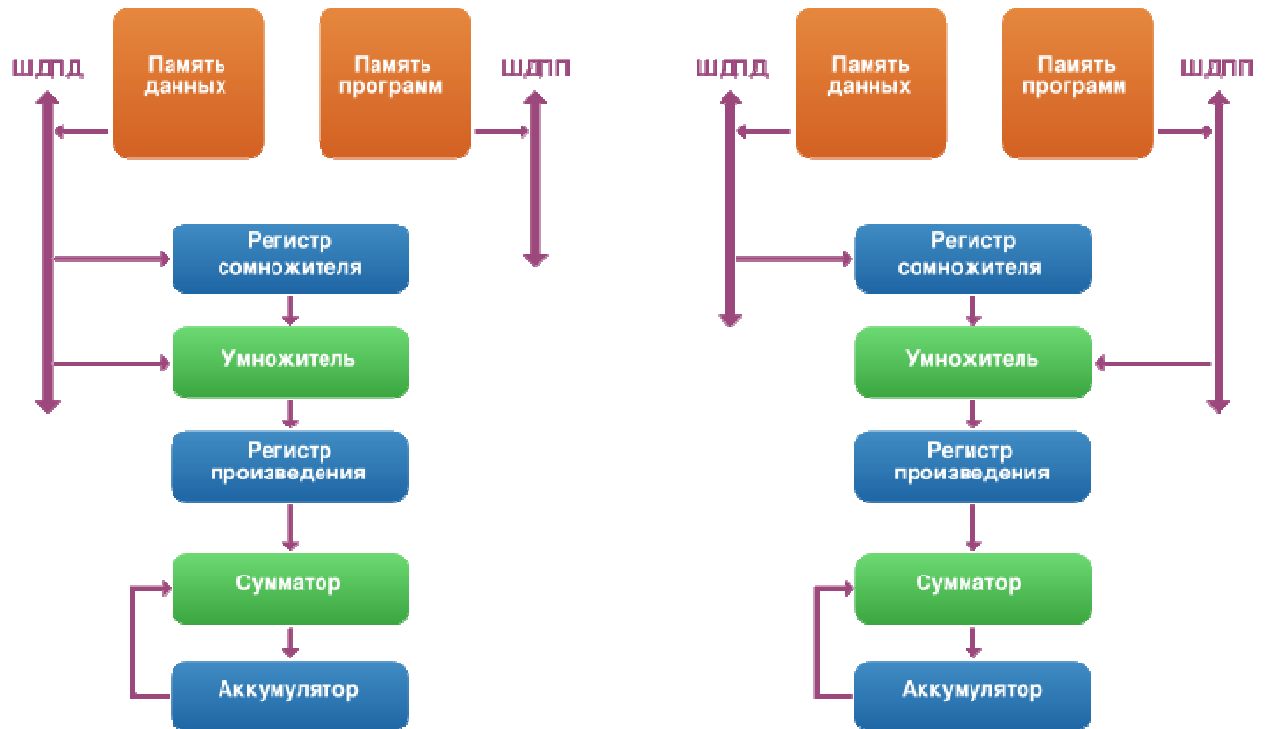 ШДПД
Память
данных
Память
программ
ШДПП
Регистр
сомножителя
Умножитель
Регистр
произведения
Сумматор
Аккумулятор
ШДПД
Память
данных
Память
программ
ШДПП
Регистр
сомножителя
Умножитель
Регистр
произведения
Сумматор
Аккумулятор